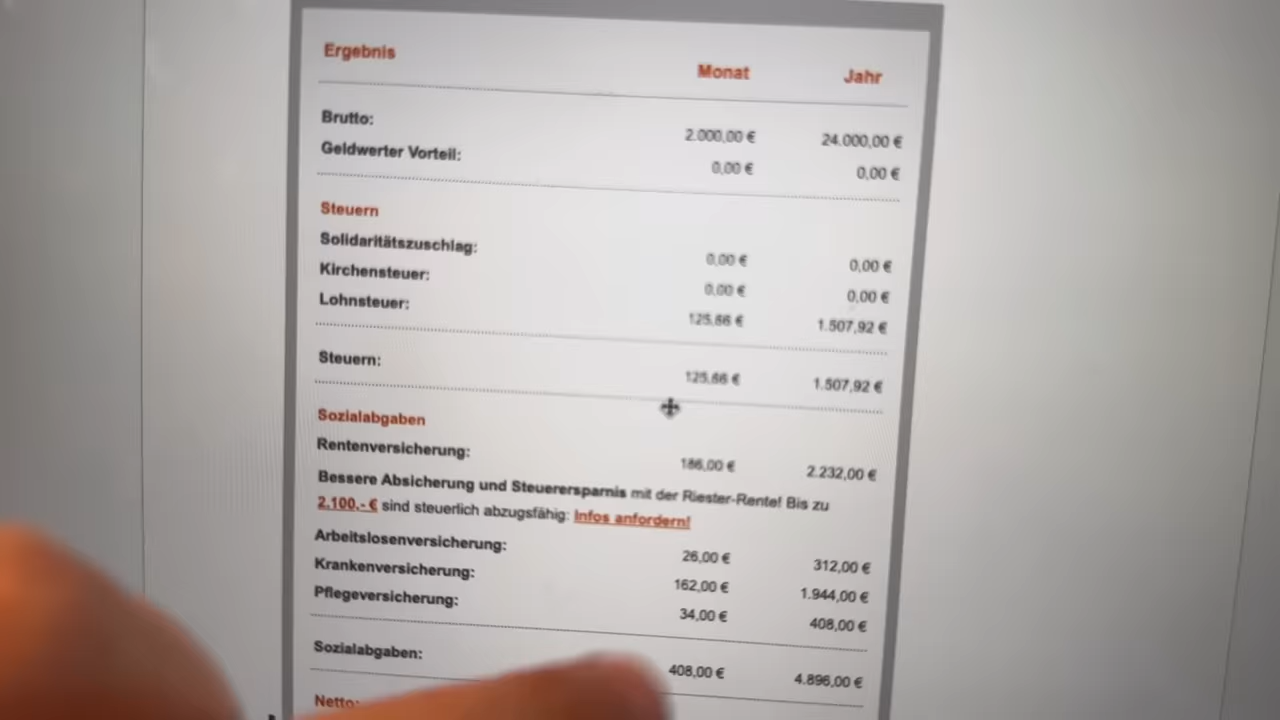 Ergebnis Monat Jahr
Brutto: 2.000,00 € 24.000,00 €
Geldwerter Vorteil: 0,00 € 0,00 €
Steuern
Solidaritätszuschlag: 0,00 € 0,00 €
Kirchensteuer: 0,00 € 0,00 €
Lohnsteuer: 125,66 € 1.507,92 €
Steuern: 125,66 € 1.507,92 €
Sozialabgaben
Rentenversicherung: 186,00 € 2.232,00 €
Bessere Absicherung und Steuerersparnis mit der Riester-Rente! Bis zu
2.100,- € sind steuerlich abzugsfähig: Infos anfordern!
Arbeitslosenversicherung: 26,00 € 312,00 €
Krankenversicherung: 162,00 € 1.944,00 €
Pflegeversicherung: 34,00 € 408,00 €
Sozialabgaben: 408,00 € 4.896,00 €
Netto: